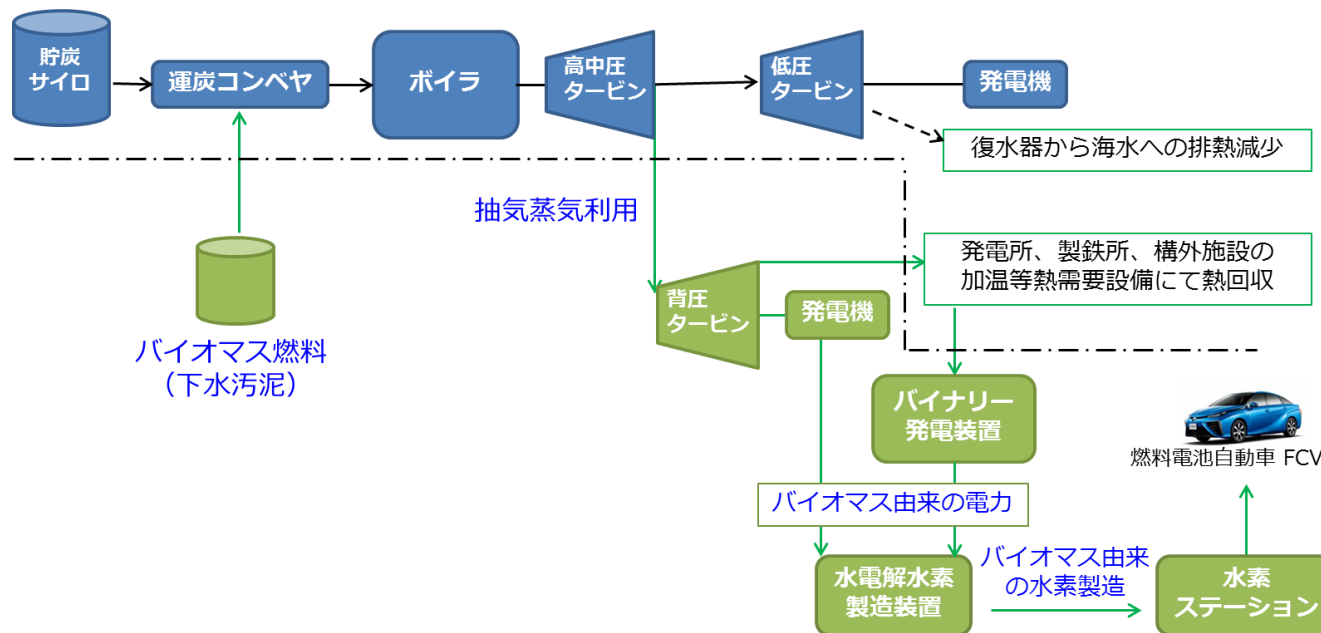 貯炭
サイロ
運炭コンベヤ
ボイラ
高中圧
タービン
低圧
タービン
発電機
復水器から海水への排熱減少
抽気蒸気利用
発電所、製鉄所、構外施設の
加温等熱需要設備にて熱回収
背圧
タービン
発電機
バイオマス燃料
（下水汚泥）
バイナリー
発電装置
燃料電池自動車 FCV
バイオマス由来の電力
水電解水素
製造装置
バイオマス由来
の水素製造
水素
ステーション